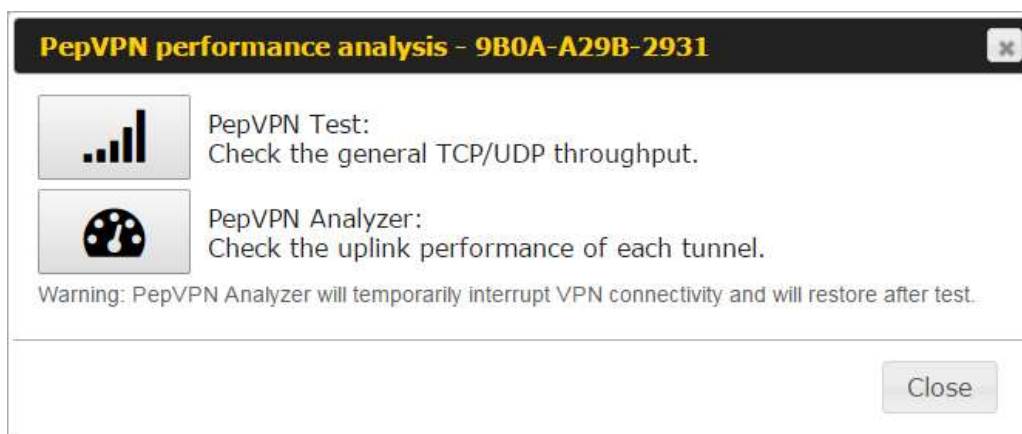 PepVPN performance analysis - 9B0A-A29B-2931
PepVPN Test:
Check the general TCP/UDP throughput.
PepVPN Analyzer:
Check the uplink performance of each tunnel.
Warning: PepVPN Analyzer will temporarily interrupt VPN connectivity and will restore after test.
Close